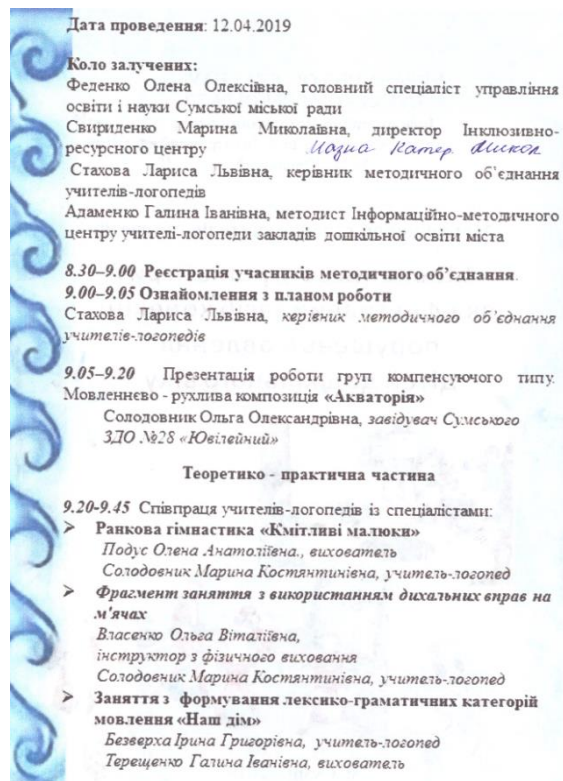 Дата проведення: 12.04.2019
Коло залучених:
Феденко Олена Олексіївна, головний спеціаліст управління
освіти і науки Сумської міської ради
Свириденко Марина Миколаївна, директор Інклюзивно-
ресурсного центру
Стахова Лариса Львівна, керівник методичного об’єднання
учителів-логопедів
Адаменко Галина Іванівна, методист Інформаційно-методичного
центру учителі-логопеди закладів дошкільної освіти міста
8.30–9.00 Реєстрація учасників методичного об’єднання.
9.00–9.05 Ознайомлення з планом роботи
Стахова Лариса Львівна, керівник методичного об’єднання
учителів-логопедів
9.05–9.20 Презентація роботи груп компенсуючого типу.
Мовленнєво - рухлива композиція «Акваторія»
Солодовник Ольга Олександрівна, завідувач Сумського
ЗДО №28 «Ювілейний»
Теоретико - практична частина
9.20-9.45 Співпраця учителів-логопедів із спеціалістами:
➤ Ранкова гімнастика «Кмітливі малюки»
Подус Олена Анатоліївна., вихователь
Солодовник Марина Костянтинівна, учитель-логопед
➤ Фрагмент заняття з використанням дихальних вправ на
м'ячах
Власенко Ольга Віталіївна,
інструктор з фізичного виховання
Солодовник Марина Костянтинівна, учитель-логопед
➤ Заняття з формування лексико-граматичних категорій
мовлення «Наш дім»
Безверха Ірина Григорівна, учитель-логопед
Терещенко Галина Іванівна, вихователь